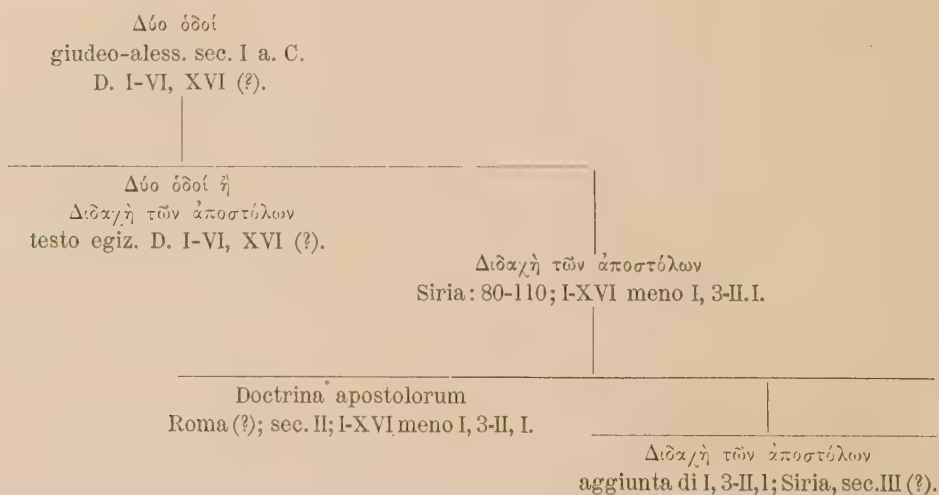 Δύο ὁδοί
giudeo-aless. sec. I a. C.
D. I-VI, XVI (?).
Δύο ὁδοί ἢ
Διδαχὴ τῶν ἀποστόλων
testo egiz. D. I-VI, XVI (?).
Διδαχὴ τῶν ἀποστόλων
Siria: 80-110; I-XVI meno I, 3-II. I.
Doctrina apostolorum
Roma (?); sec. II; I-XVI meno I, 3-II, I.
Διδαχὴ τῶν ἀποστόλων
aggiunta di I, 3-II, 1; Siria, sec. III (?).